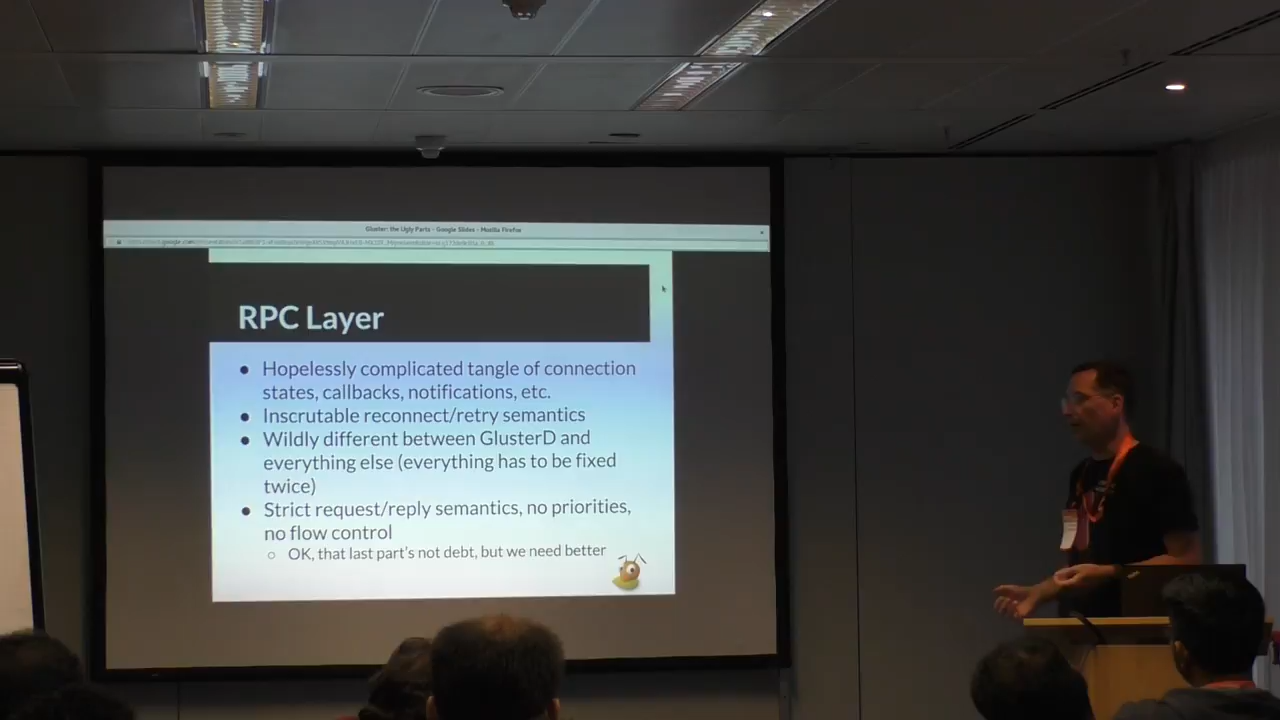 Gluster: the Ugly Parts - Google Slides - Mozilla Firefox
RPC Layer
● Hopelessly complicated tangle of connection
states, callbacks, notifications, etc.
● Inscrutable reconnect/retry semantics
● Wildly different between GlusterD and
everything else (everything has to be fixed
twice)
● Strict request/reply semantics, no priorities,
no flow control
○ OK, that last part's not debt, but we need better